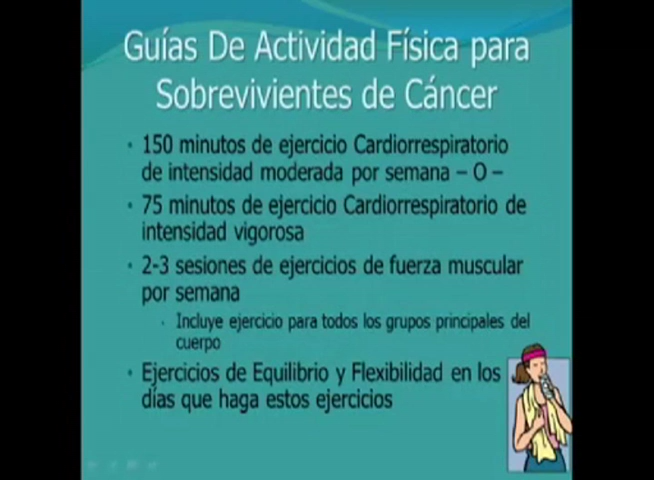 Guías De Actividad Física para
Sobrevivientes de Cáncer
• 150 minutos de ejercicio Cardiorrespiratorio
de intensidad moderada por semana – O –
• 75 minutos de ejercicio Cardiorrespiratorio de
intensidad vigorosa
• 2-3 sesiones de ejercicios de fuerza muscular
por semana
• Incluye ejercicio para todos los grupos principales del
cuerpo
• Ejercicios de Equilibrio y Flexibilidad en los
días que haga estos ejercicios